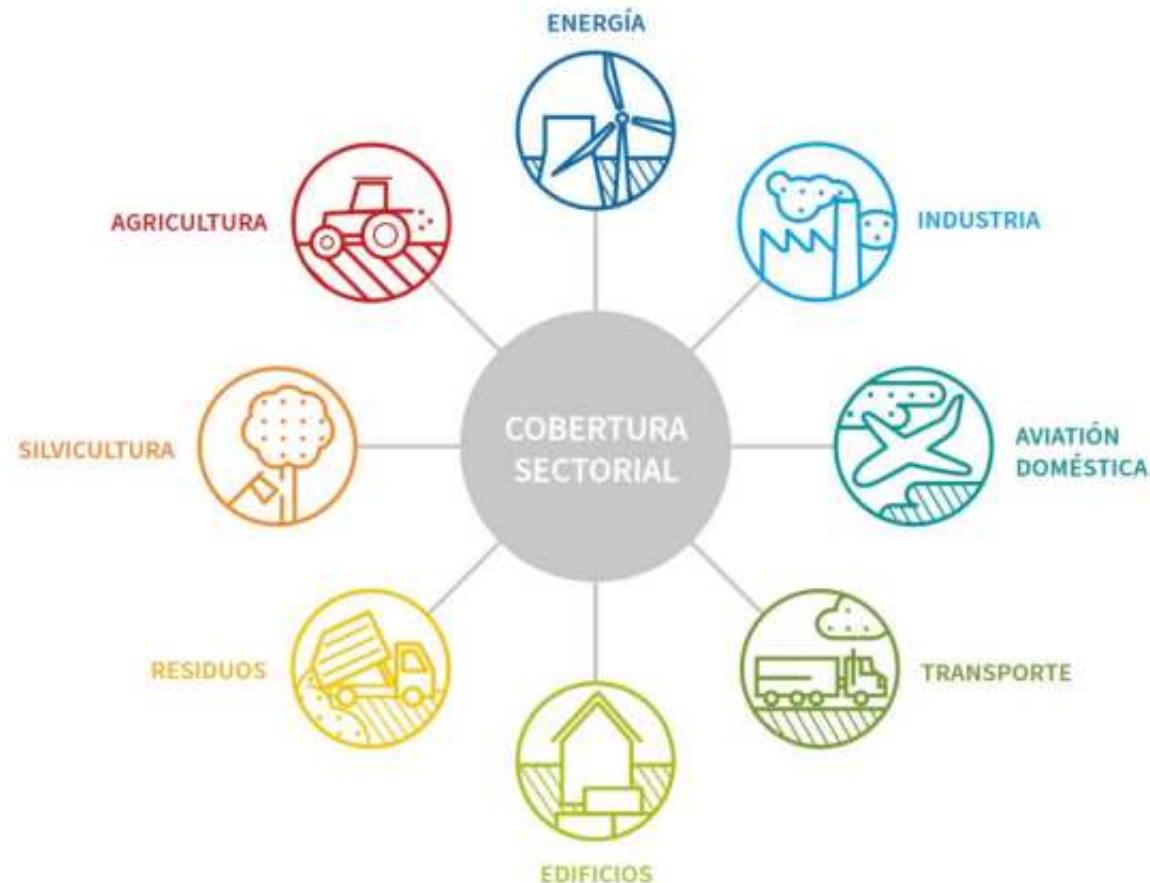 ENERGÍA
AGRICULTURA
INDUSTRIA
SILVICULTURA
COBERTURA
SECTORIAL
AVIATIÓN
DOMÉSTICA
RESIDUOS
TRANSPORTE
EDIFICIOS